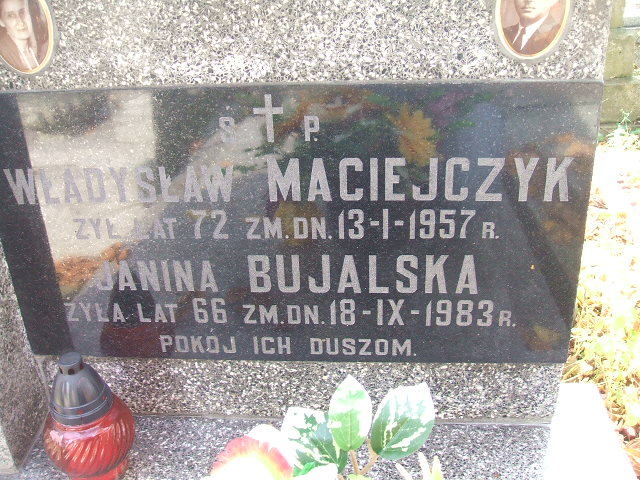 Ś P.
WŁADYSŁAW MACIEJCZYK
ŻYŁ LAT 72 ZM. DN. 13-I-1957 R.
JANINA BUJALSKA
ŻYŁA LAT 66 ZM. DN. 18-IX-1983 R.
POKÓJ ICH DUSZOM.